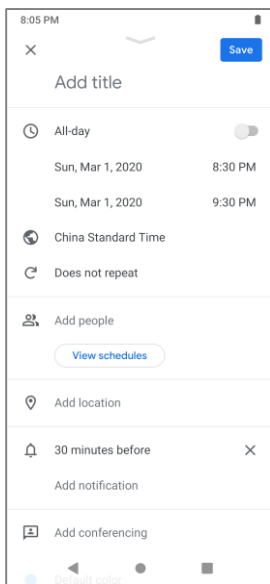 8:05 PM
Save
Add title
All-day
Sun, Mar 1, 2020 8:30 PM
Sun, Mar 1, 2020 9:30 PM
China Standard Time
Does not repeat
Add people
View schedules
Add location
30 minutes before
Add notification
Add conferencing
Default color